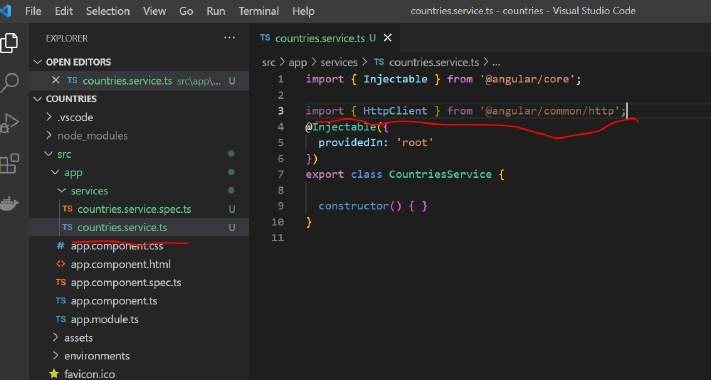 File Edit Selection View Go Run Terminal Help countries.service.ts - countries - Visual Studio Code
EXPLORER ...
OPEN EDITORS
TS countries.service.ts src\app\... U
COUNTRIES
.vscode
node_modules
src
app
services
TS countries.service.spec.ts U
TS countries.service.ts U
# app.component.css
<> app.component.html
TS app.component.spec.ts
TS app.component.ts
TS app.module.ts
assets
environments
favicon.ico
TS countries.service.ts U
src > app > services > TS countries.service.ts > ...
1 import { Injectable } from '@angular/core';
2
3 import { HttpClient } from '@angular/common/http';
4 @Injectable({
5 providedIn: 'root'
6 })
7 export class CountriesService {
8
9 constructor() { }
10 }
11